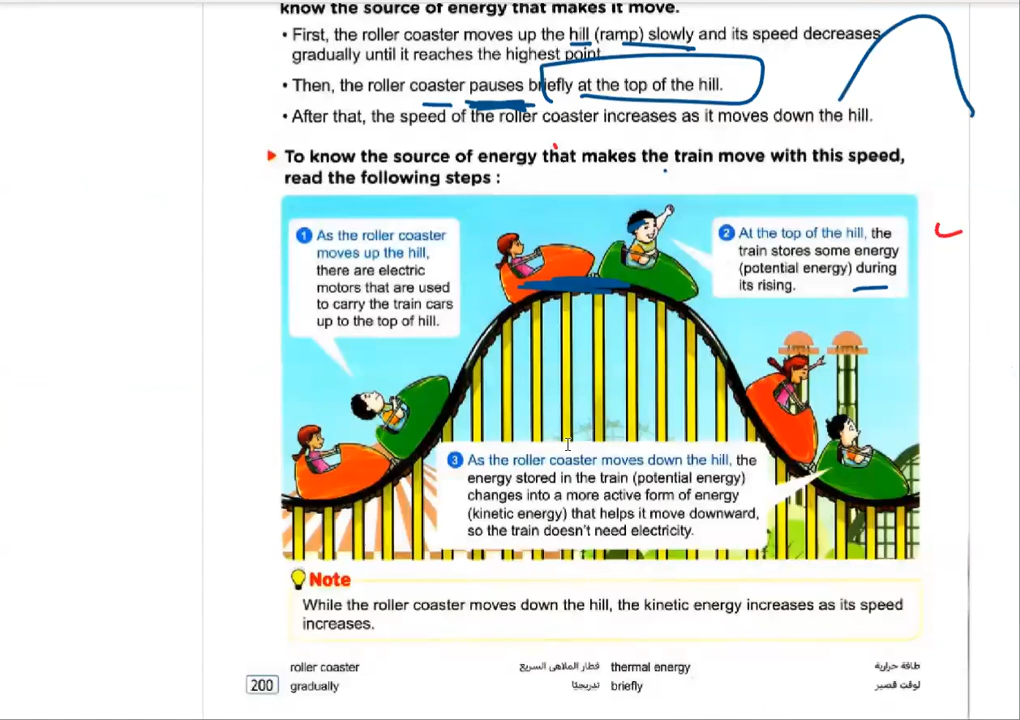 know the source of energy that makes it move.
• First, the roller coaster moves up the hill (ramp) slowly and its speed decreases
gradually until it reaches the highest point.
• Then, the roller coaster pauses briefly at the top of the hill.
• After that, the speed of the roller coaster increases as it moves down the hill.
To know the source of energy that makes the train move with this speed,
read the following steps :
1 As the roller coaster
moves up the hill,
there are electric
motors that are used
to carry the train cars
up to the top of hill.
2 At the top of the hill, the
train stores some energy
(potential energy) during
its rising.
3 As the roller coaster moves down the hill, the
energy stored in the train (potential energy)
changes into a more active form of energy
(kinetic energy) that helps it move downward,
so the train doesn't need electricity.
Note
While the roller coaster moves down the hill, the kinetic energy increases as its speed
increases.
roller coaster قطار الملاهى السريع thermal energy طاقة حرارية
gradually تدريجيًا briefly لوقت قصير
200